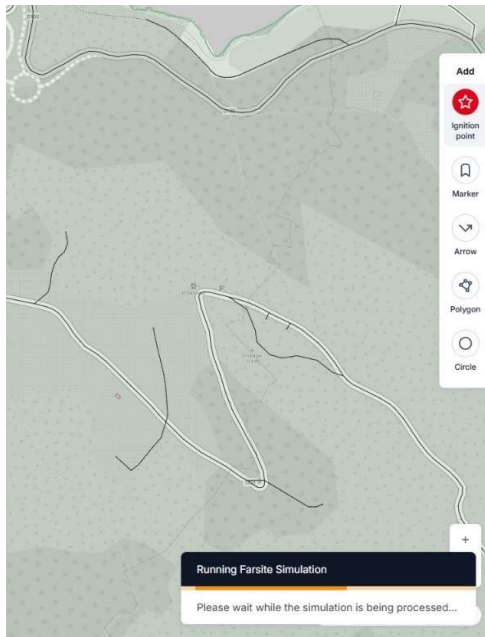 Add
Ignition
point
Marker
Arrow
Polygon
Circle
+
Running Farsite Simulation
Please wait while the simulation is being processed...